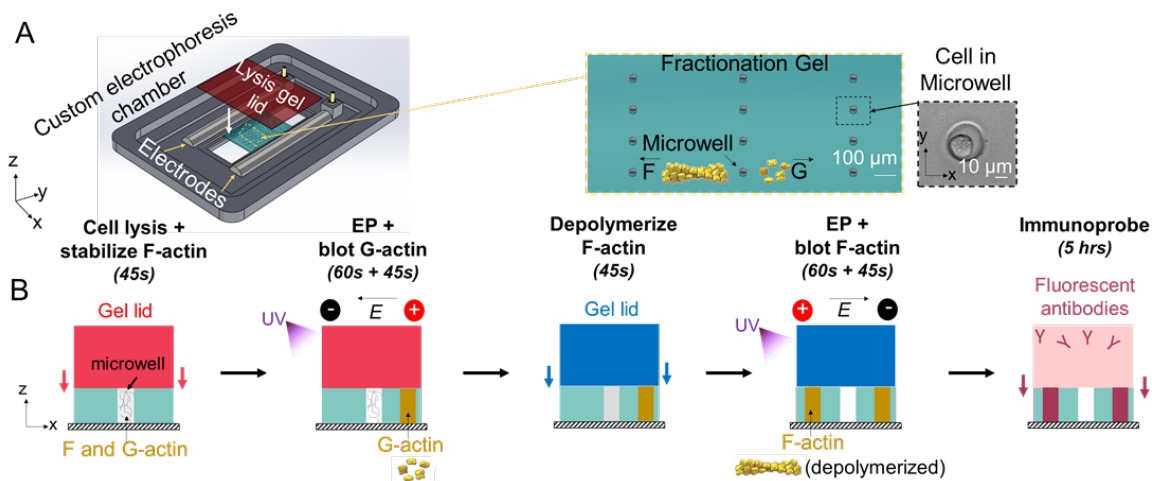 A
Custom electrophoresis
chamber
Lysis gel
lid
Electrodes
z
y
x
Fractionation Gel
Microwell
F
G
100 µm
Cell in
Microwell
y
x
10 µm
B
Cell lysis +
stabilize F-actin
(45s)
Gel lid
microwell
z
x
F and G-actin
EP +
blot G-actin
(60s + 45s)
- E +
UV
G-actin
Depolymerize
F-actin
(45s)
Gel lid
EP +
blot F-actin
(60s + 45s)
+ E -
UV
F-actin
(depolymerized)
Immunoprobe
(5 hrs)
Fluorescent
antibodies